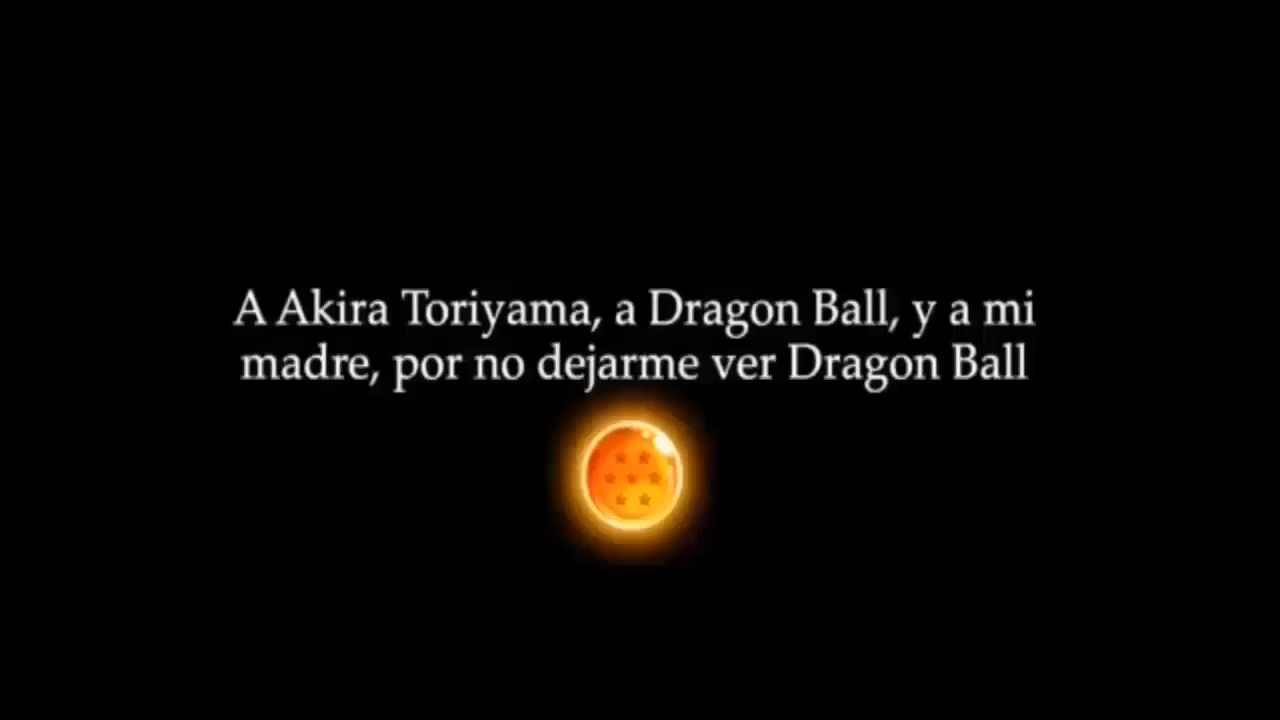 A Akira Toriyama, a Dragon Ball, y a mi
madre, por no dejarme ver Dragon Ball